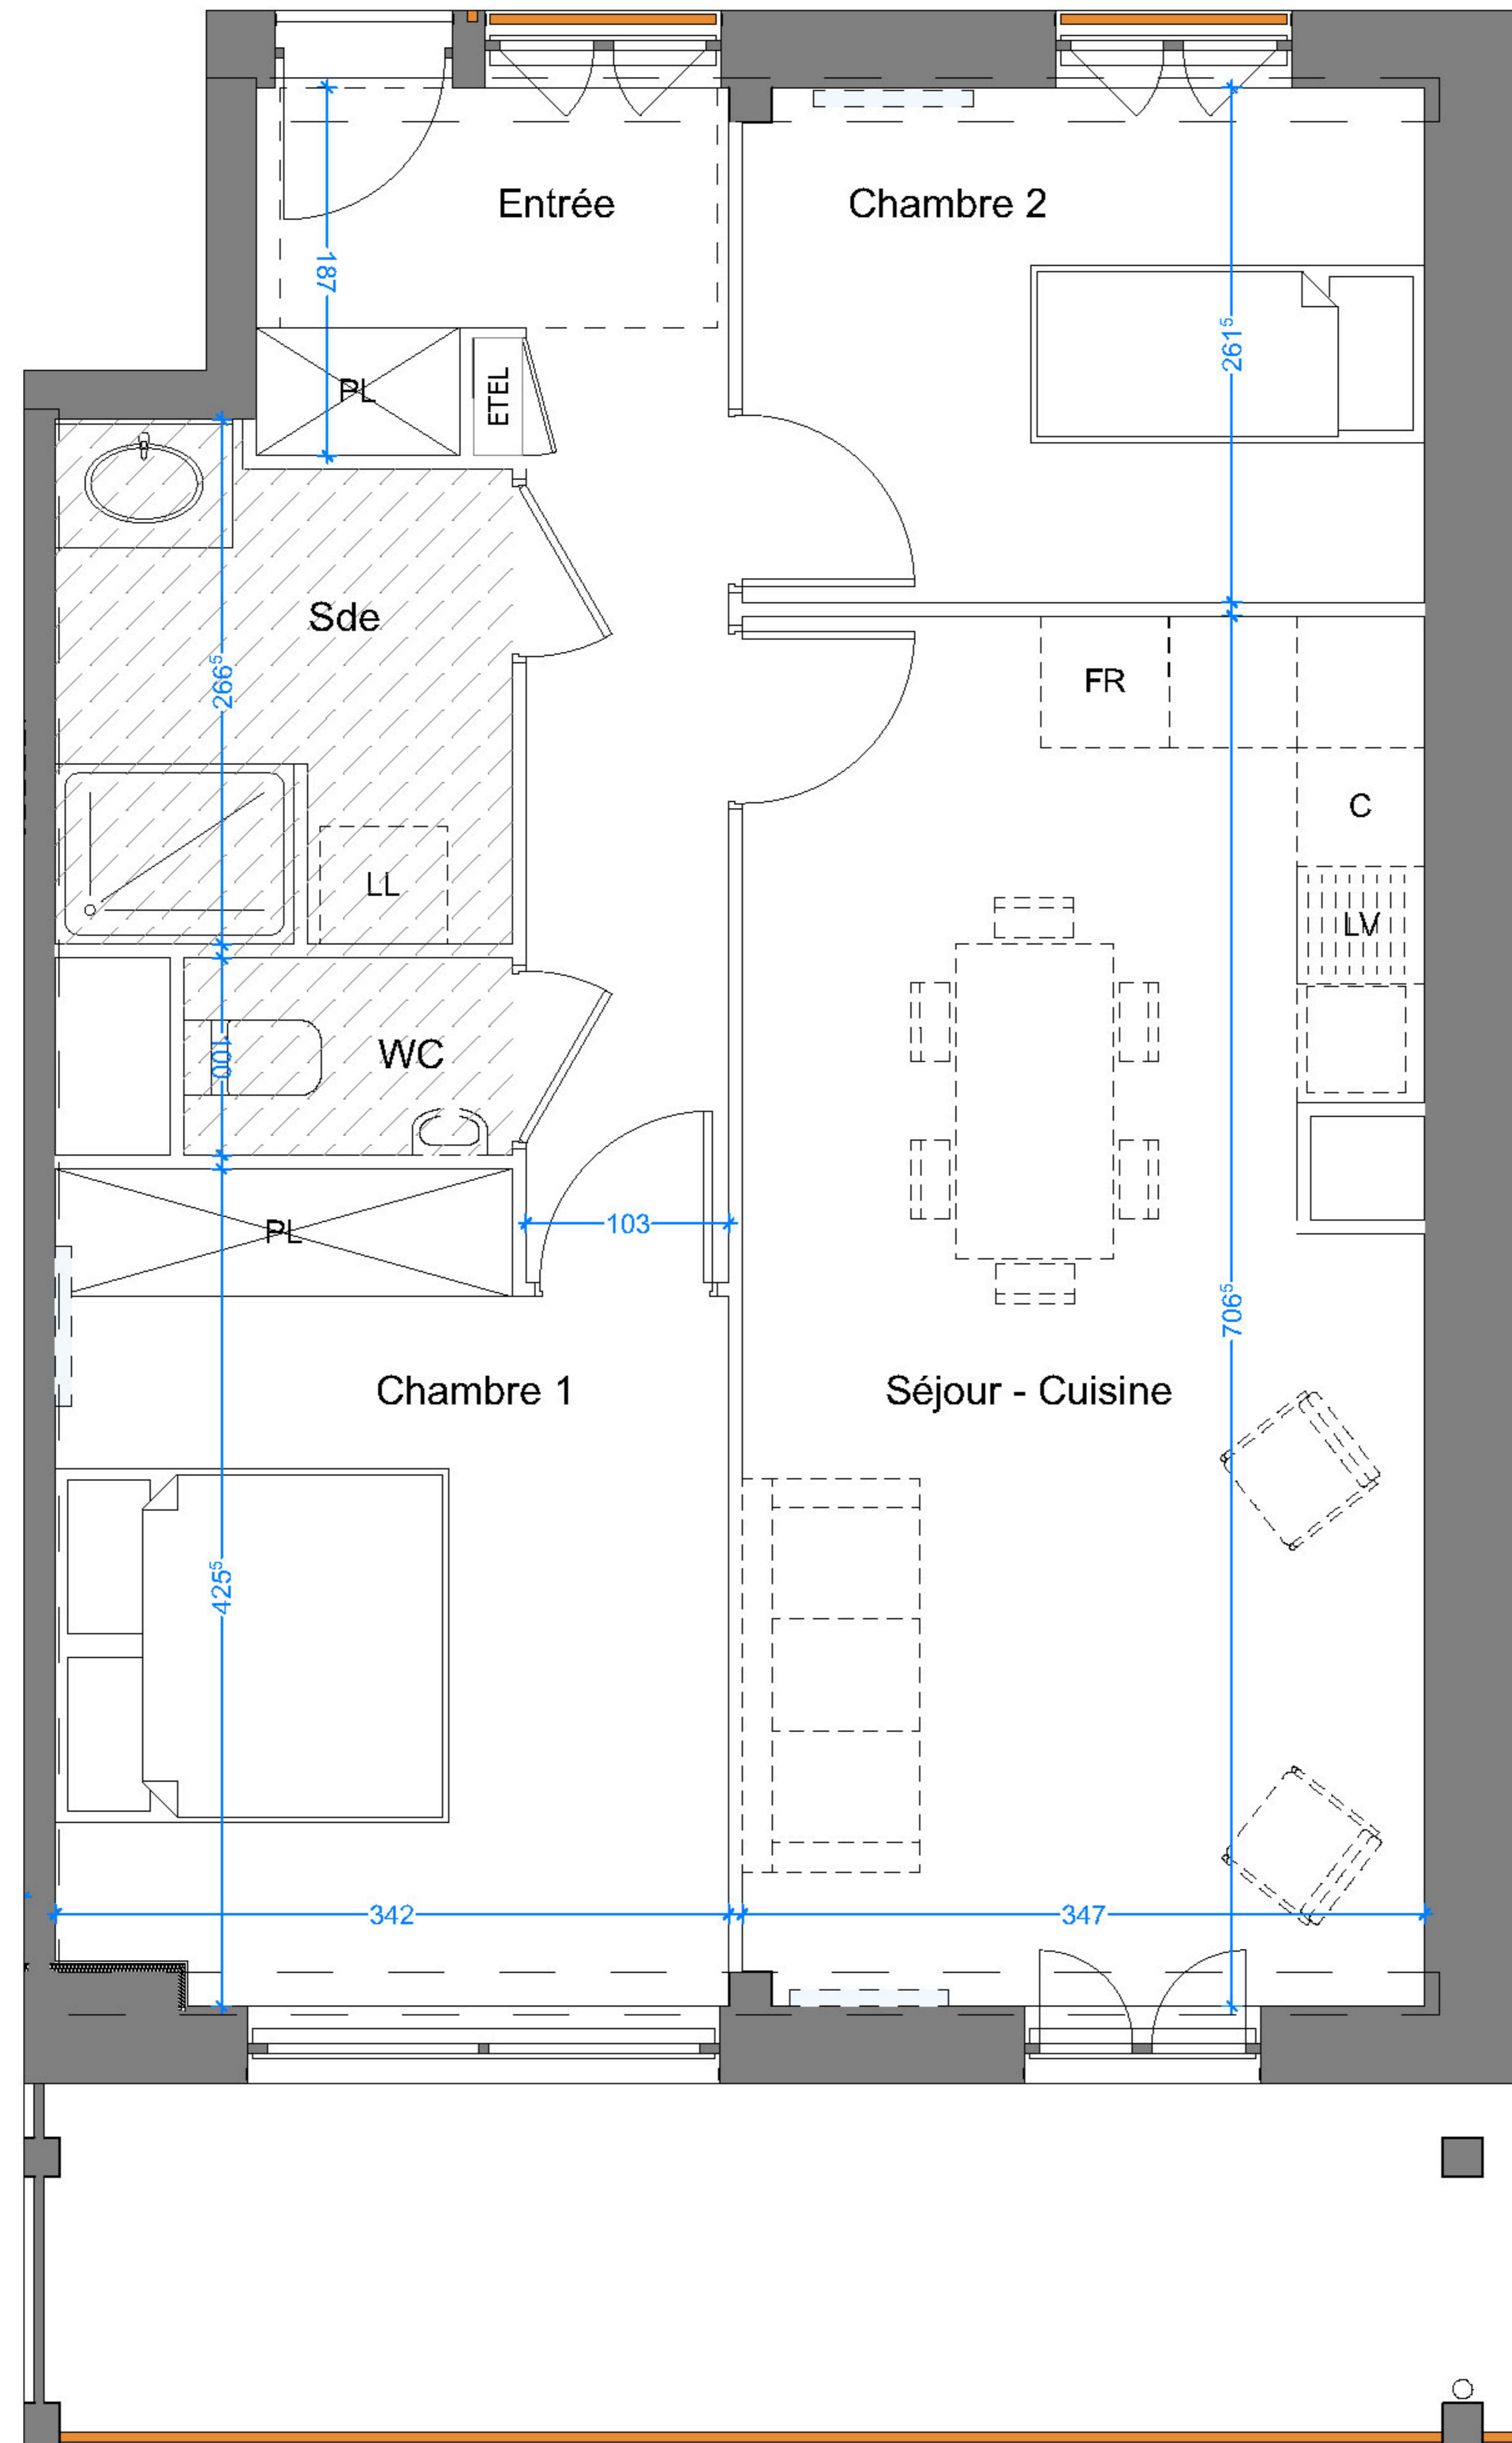 Entrée
Chambre 2
187
261⁵
PL
ETEL
Sde
266⁵
FR
C
LL
LV
WC
100
PL
103
706⁵
Chambre 1
Séjour - Cuisine
425⁵
342
347